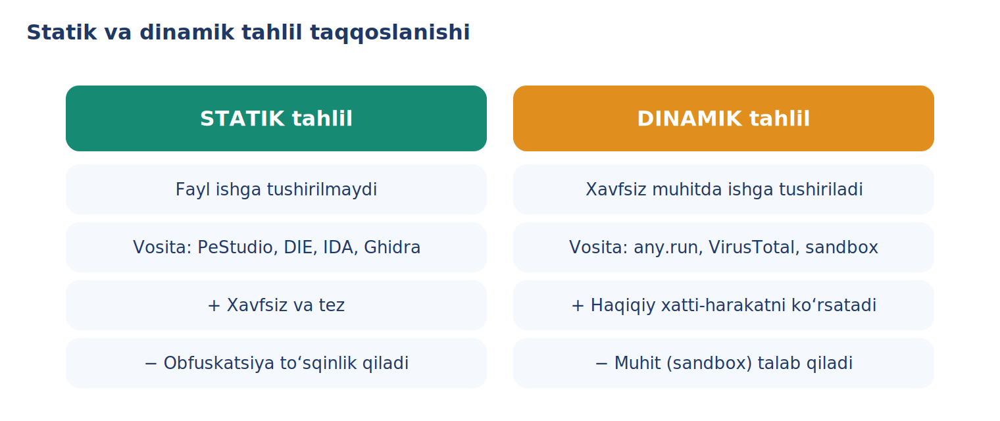 Statik va dinamik tahlil taqqoslanishi
STATIK tahlil
DINAMIK tahlil
Fayl ishga tushirilmaydi
Xavfsiz muhitda ishga tushiriladi
Vosita: PeStudio, DIE, IDA, Ghidra
Vosita: any.run, VirusTotal, sandbox
+ Xavfsiz va tez
+ Haqiqiy xatti-harakatni ko‘rsatadi
− Obfuskatsiya to‘sqinlik qiladi
− Muhit (sandbox) talab qiladi